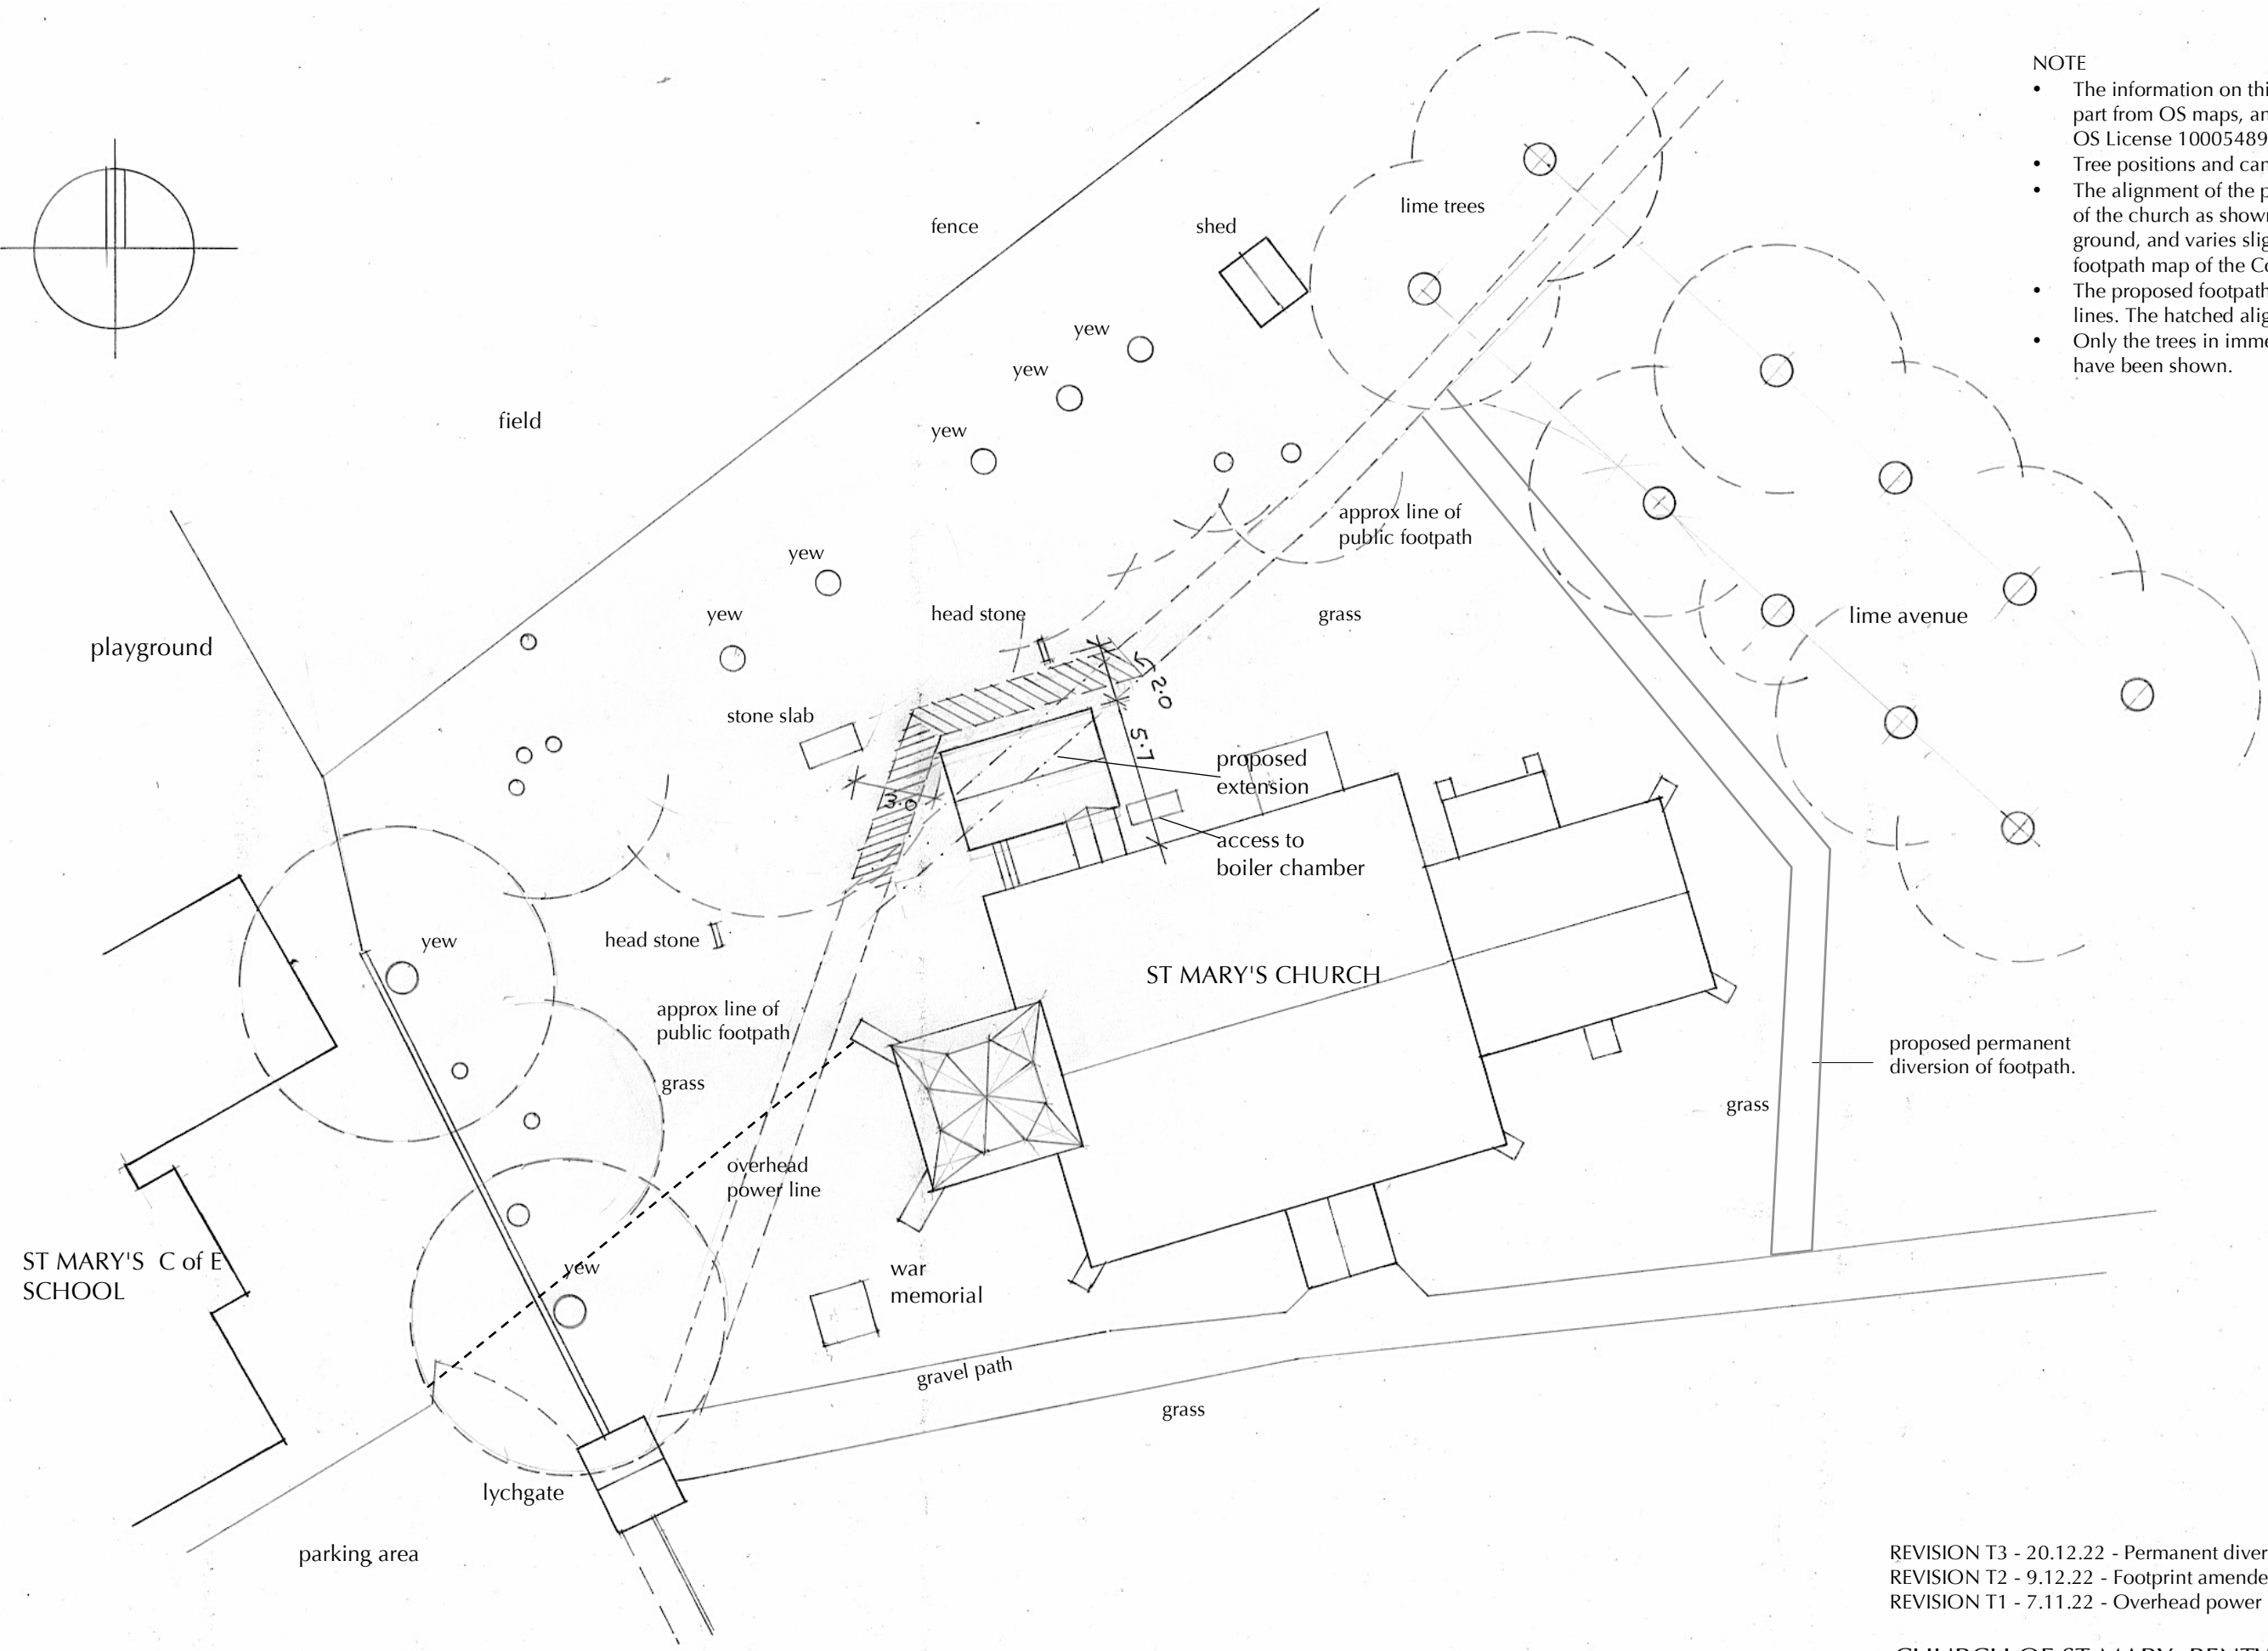 NOTE
• The information on thi
part from OS maps, an
OS License 10005489
• Tree positions and can
• The alignment of the p
of the church as show
ground, and varies slig
footpath map of the Co
• The proposed footpath
lines. The hatched alig
• Only the trees in imme
have been shown.
lime trees
fence
shed
yew
yew
field
yew
approx line of
public footpath
yew
yew
head stone
grass
lime avenue
playground
2.0
stone slab
5.7
proposed
extension
3.0
access to
boiler chamber
yew
head stone
ST MARY'S CHURCH
approx line of
public footpath
proposed permanent
diversion of footpath.
grass
grass
overhead
power line
ST MARY'S C of E
SCHOOL
yew
war
memorial
gravel path
grass
lychgate
parking area
REVISION T3 - 20.12.22 - Permanent diver
REVISION T2 - 9.12.22 - Footprint amende
REVISION T1 - 7.11.22 - Overhead power